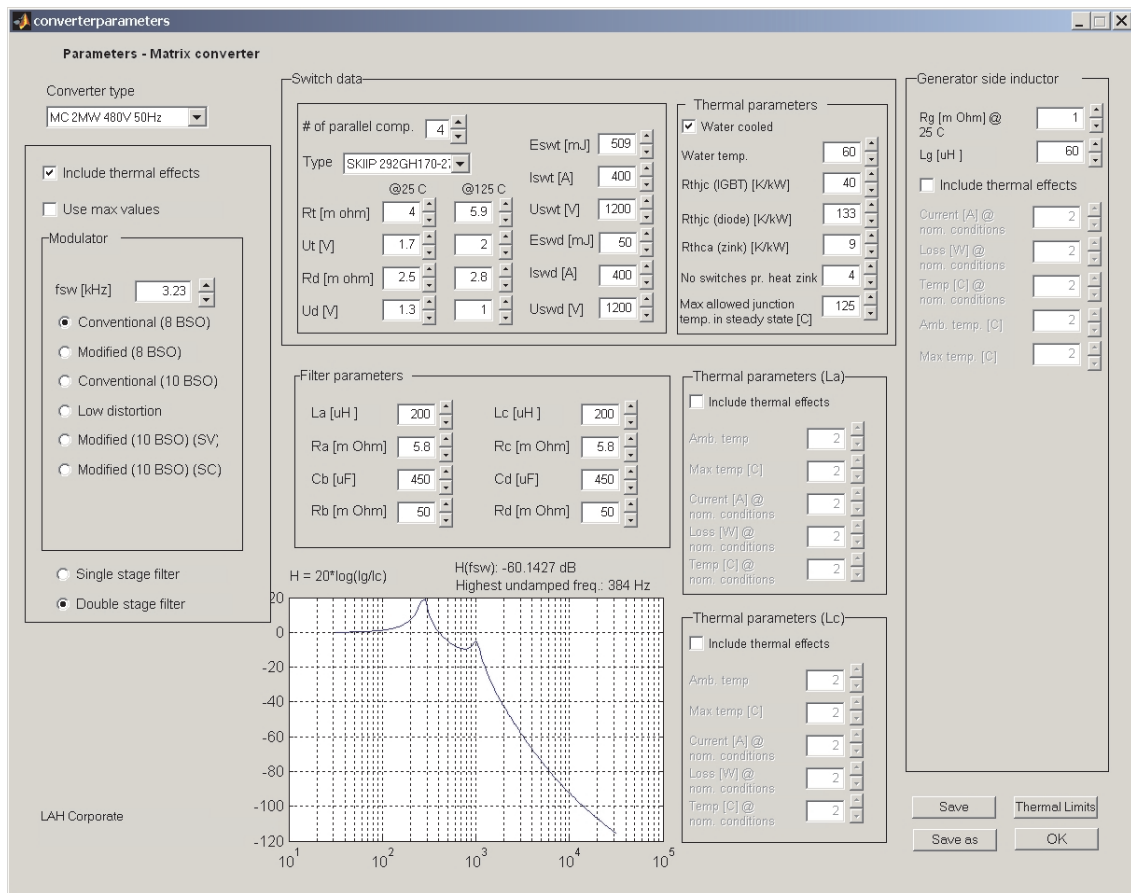 converterparameters
Parameters - Matrix converter
Converter type
MC 2MW 480V 50Hz
Include thermal effects
Use max values
Modulator
fsw [kHz] 3.23
Conventional (8 BSO)
Modified (8 BSO)
Conventional (10 BSO)
Low distortion
Modified (10 BSO) (SV)
Modified (10 BSO) (SC)
Single stage filter
Double stage filter
LAH Corporate
Switch data
# of parallel comp. 4
Type SKIIP 292GH170-27
@25 C @125 C
Rt [m ohm] 4 5.9
Ut [V] 1.7 2
Rd [m ohm] 2.5 2.8
Ud [V] 1.3 1
Eswt [mJ] 509
Iswt [A] 400
Uswt [V] 1200
Eswd [mJ] 50
Iswd [A] 400
Uswd [V] 1200
Thermal parameters
Water cooled
Water temp. 60
Rthjc (IGBT) [K/kW] 40
Rthjc (diode) [K/kW] 133
Rthca (zink) [K/kW] 9
No switches pr. heat zink 4
Max allowed junction
temp. in steady state [C] 125
Filter parameters
La [uH ] 200 Lc [uH ] 200
Ra [m Ohm] 5.8 Rc [m Ohm] 5.8
Cb [uF] 450 Cd [uF] 450
Rb [m Ohm] 50 Rd [m Ohm] 50
H = 20*log(Ig/Ic)
H(fsw): -60.1427 dB
Highest undamped freq.: 384 Hz
20
0
-20
-40
-60
-80
-100
-120
10^1 10^2 10^3 10^4 10^5
Thermal parameters (La)
Include thermal effects
Amb. temp 2
Max temp [C] 2
Current [A] @
nom. conditions 2
Loss [W] @
nom. conditions 2
Temp [C] @
nom. conditions 2
Thermal parameters (Lc)
Include thermal effects
Amb. temp 2
Max temp [C] 2
Current [A] @
nom. conditions 2
Loss [W] @
nom. conditions 2
Temp [C] @
nom. conditions 2
Generator side inductor
Rg [m Ohm] @
25 C 1
Lg [uH ] 60
Include thermal effects
Current [A] @
nom. conditions 2
Loss [W] @
nom. conditions 2
Temp [C] @
nom. conditions 2
Amb. temp. [C] 2
Max temp. [C] 2
Save Thermal Limits
Save as OK